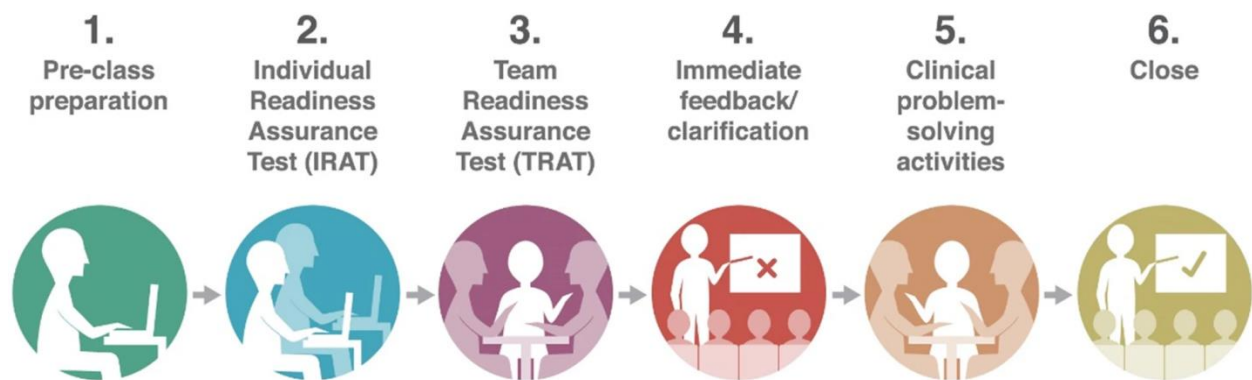 1.
Pre-class
preparation
2.
Individual
Readiness
Assurance
Test (IRAT)
3.
Team
Readiness
Assurance
Test (TRAT)
4.
Immediate
feedback/
clarification
5.
Clinical
problem-
solving
activities
6.
Close